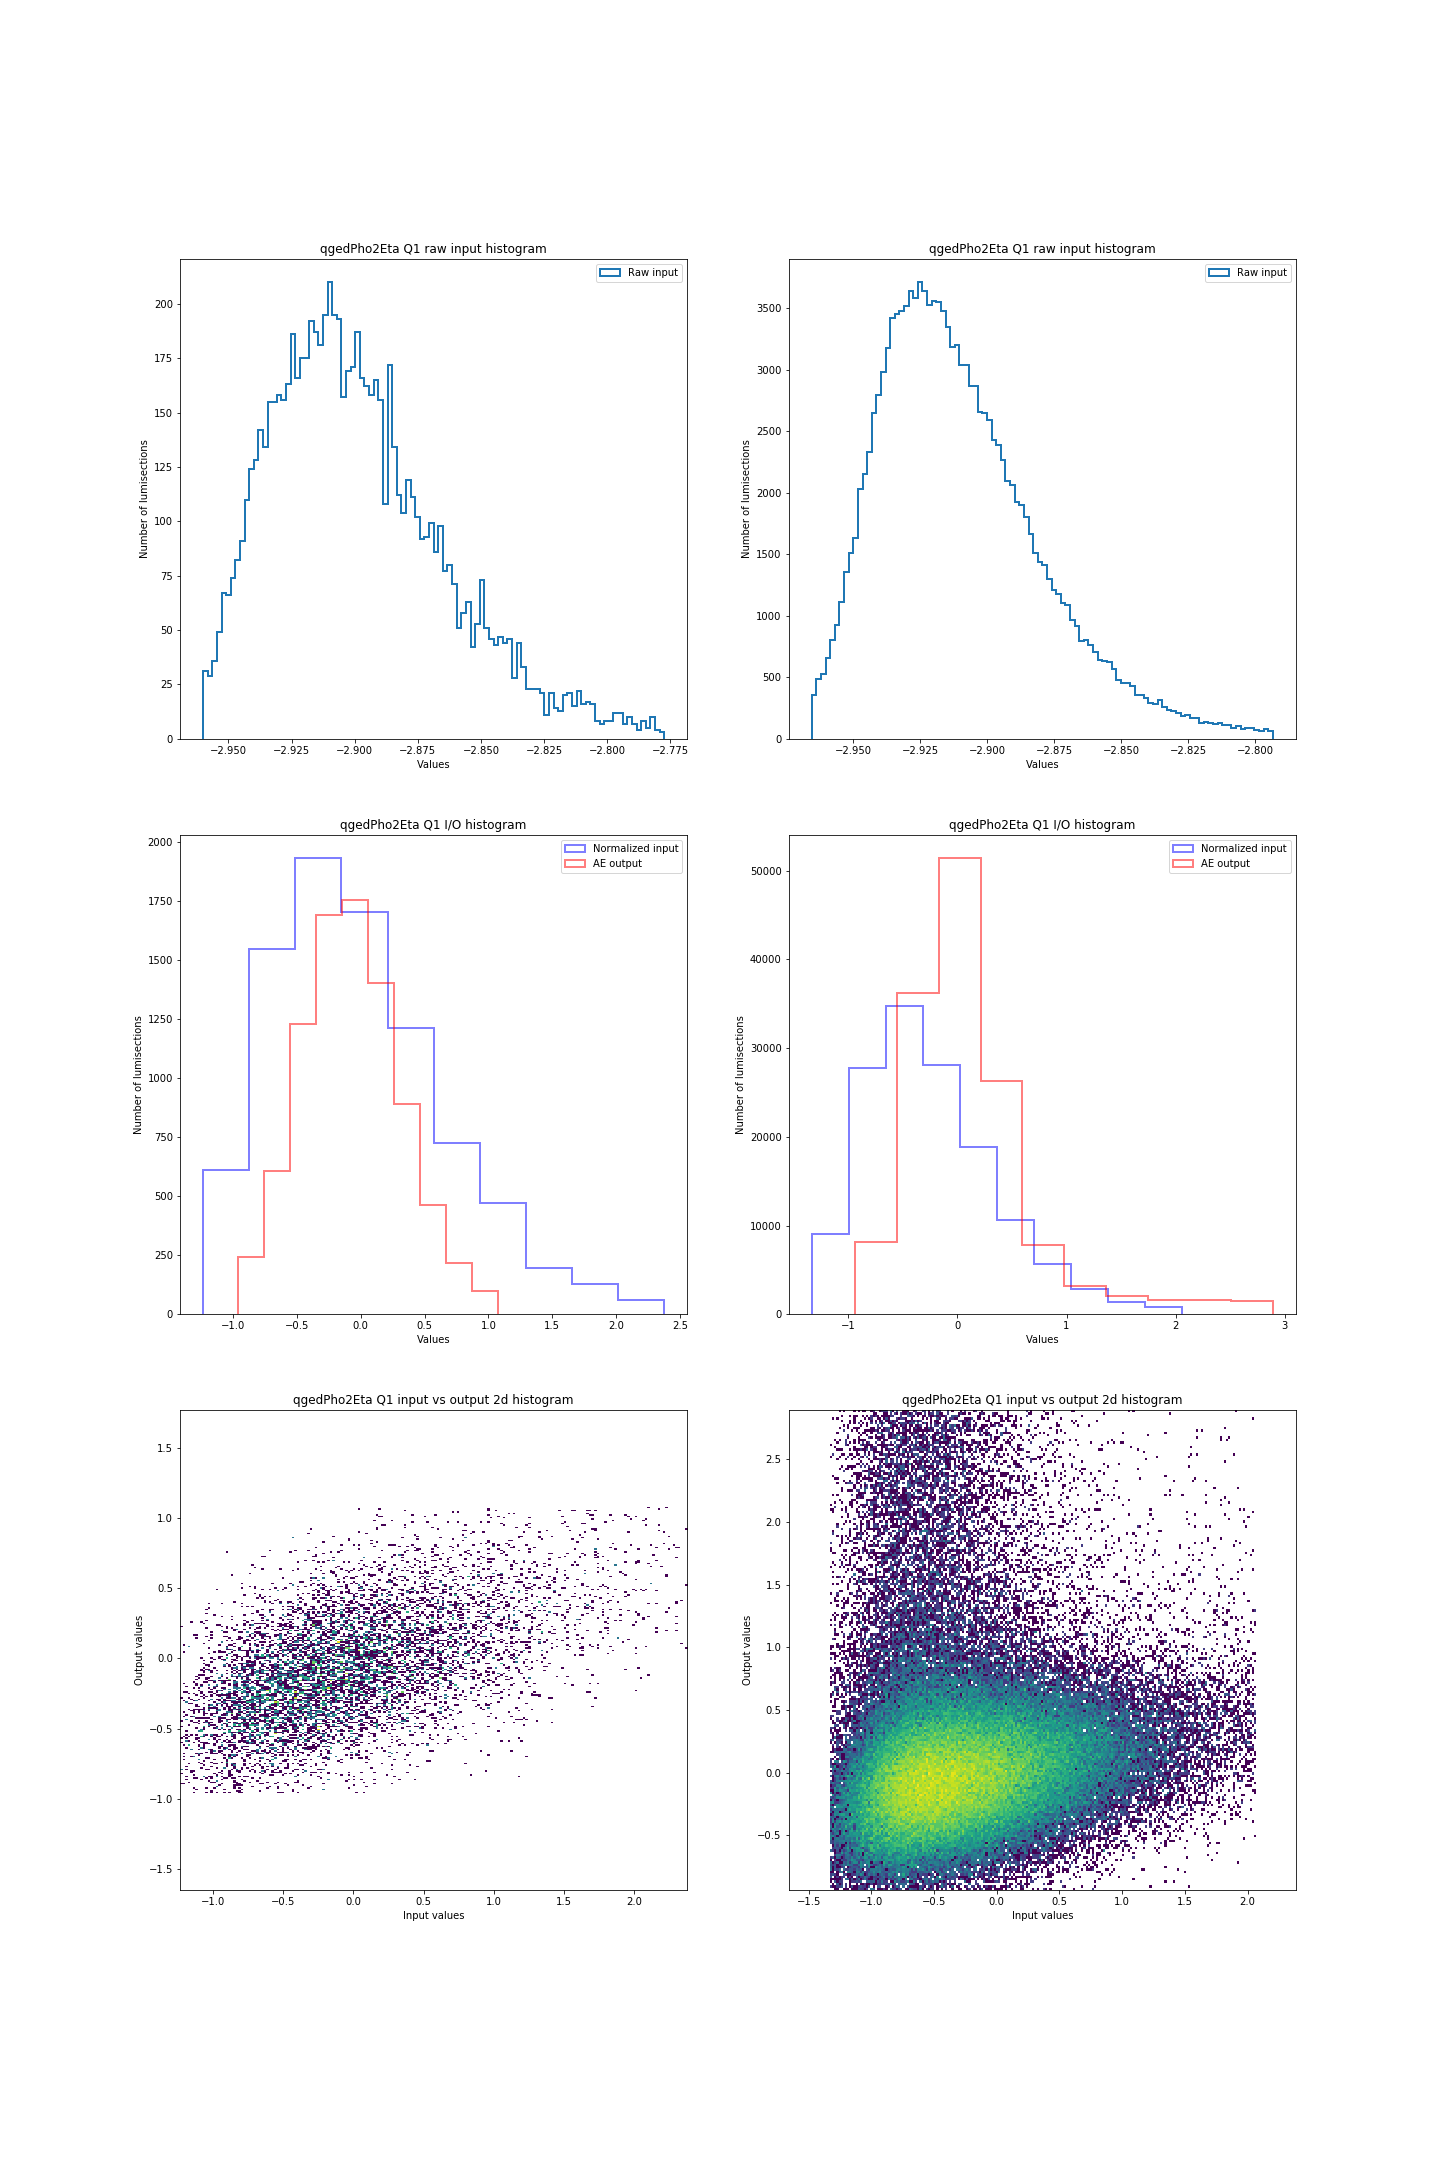 qgedPho2Eta Q1 raw input histogram
Raw input
200
175
150
125
100
75
50
25
0
Number of lumisections
−2.950 −2.925 −2.900 −2.875 −2.850 −2.825 −2.800 −2.775
Values
qgedPho2Eta Q1 raw input histogram
Raw input
3500
3000
2500
2000
1500
1000
500
0
Number of lumisections
−2.950 −2.925 −2.900 −2.875 −2.850 −2.825 −2.800
Values
qgedPho2Eta Q1 I/O histogram
Normalized input
AE output
2000
1750
1500
1250
1000
750
500
250
0
Number of lumisections
−1.0 −0.5 0.0 0.5 1.0 1.5 2.0 2.5
Values
qgedPho2Eta Q1 I/O histogram
Normalized input
AE output
50000
40000
30000
20000
10000
0
Number of lumisections
−1 0 1 2 3
Values
qgedPho2Eta Q1 input vs output 2d histogram
1.5
1.0
0.5
0.0
−0.5
−1.0
−1.5
Output values
−1.0 −0.5 0.0 0.5 1.0 1.5 2.0
Input values
qgedPho2Eta Q1 input vs output 2d histogram
2.5
2.0
1.5
1.0
0.5
0.0
−0.5
Output values
−1.5 −1.0 −0.5 0.0 0.5 1.0 1.5 2.0
Input values